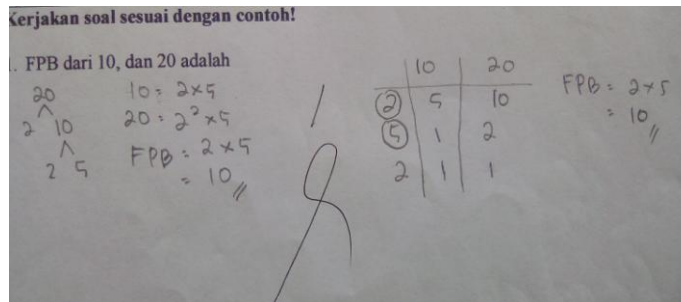 Kerjakan soal sesuai dengan contoh!
1. FPB dari 10, dan 20 adalah
20
2 10
2 5
10 = 2 x 5
20 = 2² x 5
FPB = 2 x 5
= 10 //
10 20
2 5 10
5 1 2
2 1 1
FPB = 2 x 5
= 10 //